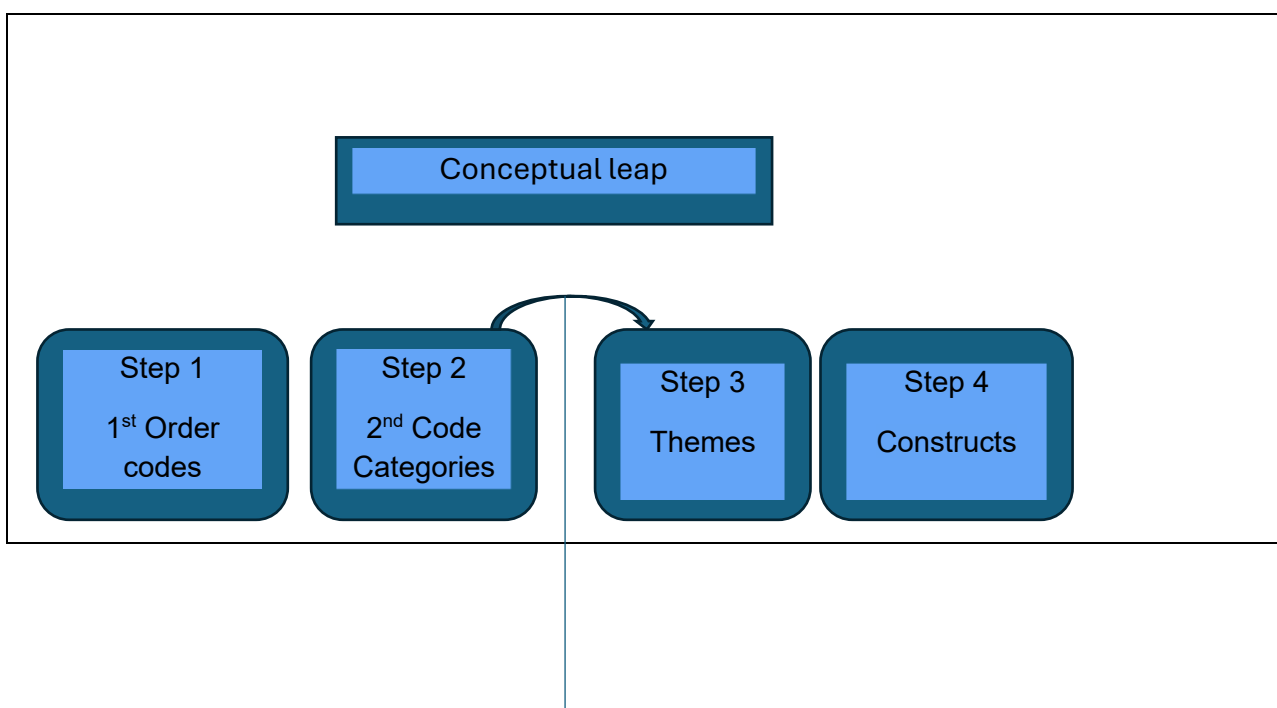 Conceptual leap
Step 1
1st Order
codes
Step 2
2nd Code
Categories
Step 3
Themes
Step 4
Constructs